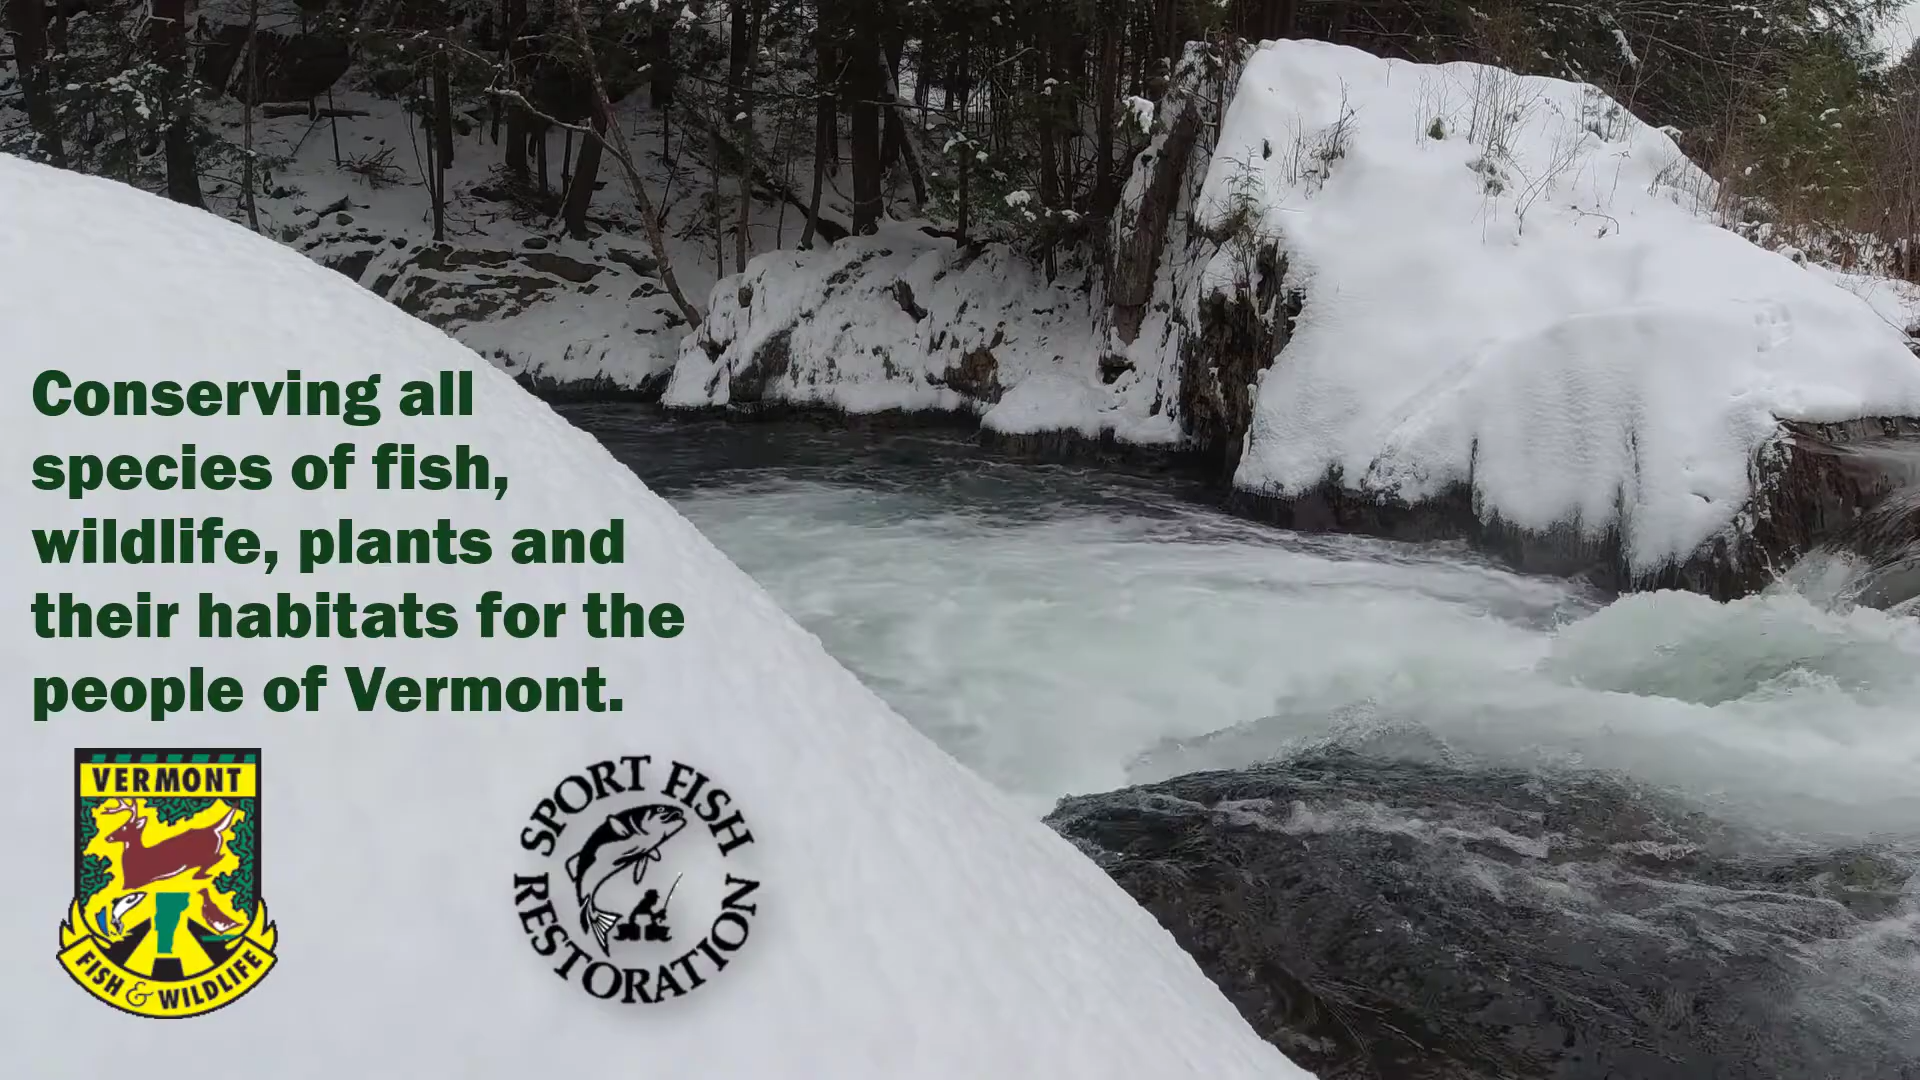 Conserving all
species of fish,
wildlife, plants and
their habitats for the
people of Vermont.
VERMONT
FISH & WILDLIFE
SPORT FISH
RESTORATION